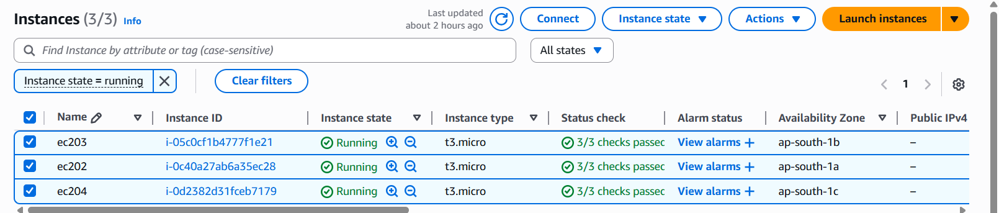 Instances (3/3) Info
Last updated
about 2 hours ago
Connect
Instance state
Actions
Launch instances
Find Instance by attribute or tag (case-sensitive)
All states
Instance state = running
Clear filters
1
Name Instance ID Instance state Instance type Status check Alarm status Availability Zone Public IPv4
ec203 i-05c0cf1b4777f1e21 Running t3.micro 3/3 checks passec View alarms + ap-south-1b –
ec202 i-0c40a27ab6a35ec28 Running t3.micro 3/3 checks passec View alarms + ap-south-1a –
ec204 i-0d2382d31fceb7179 Running t3.micro 3/3 checks passec View alarms + ap-south-1c –